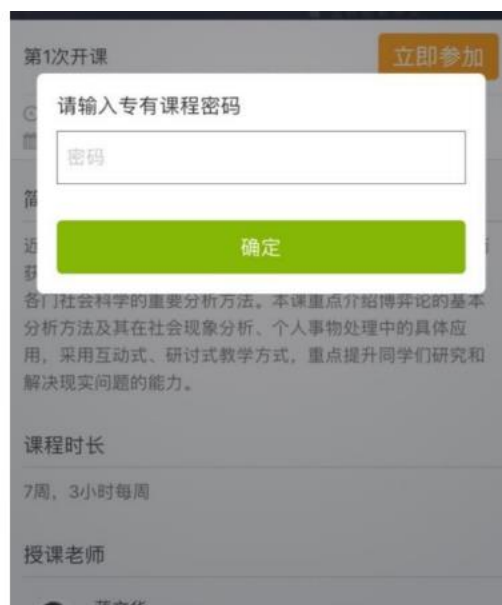 第1次开课
立即参加
请输入专有课程密码
密码
确定
各门社会科学的重要分析方法。本课重点介绍博弈论的基本
分析方法及其在社会现象分析、个人事物处理中的具体应
用，采用互动式、研讨式教学方式，重点提升同学们研究和
解决现实问题的能力。
课程时长
7周，3小时每周
授课老师